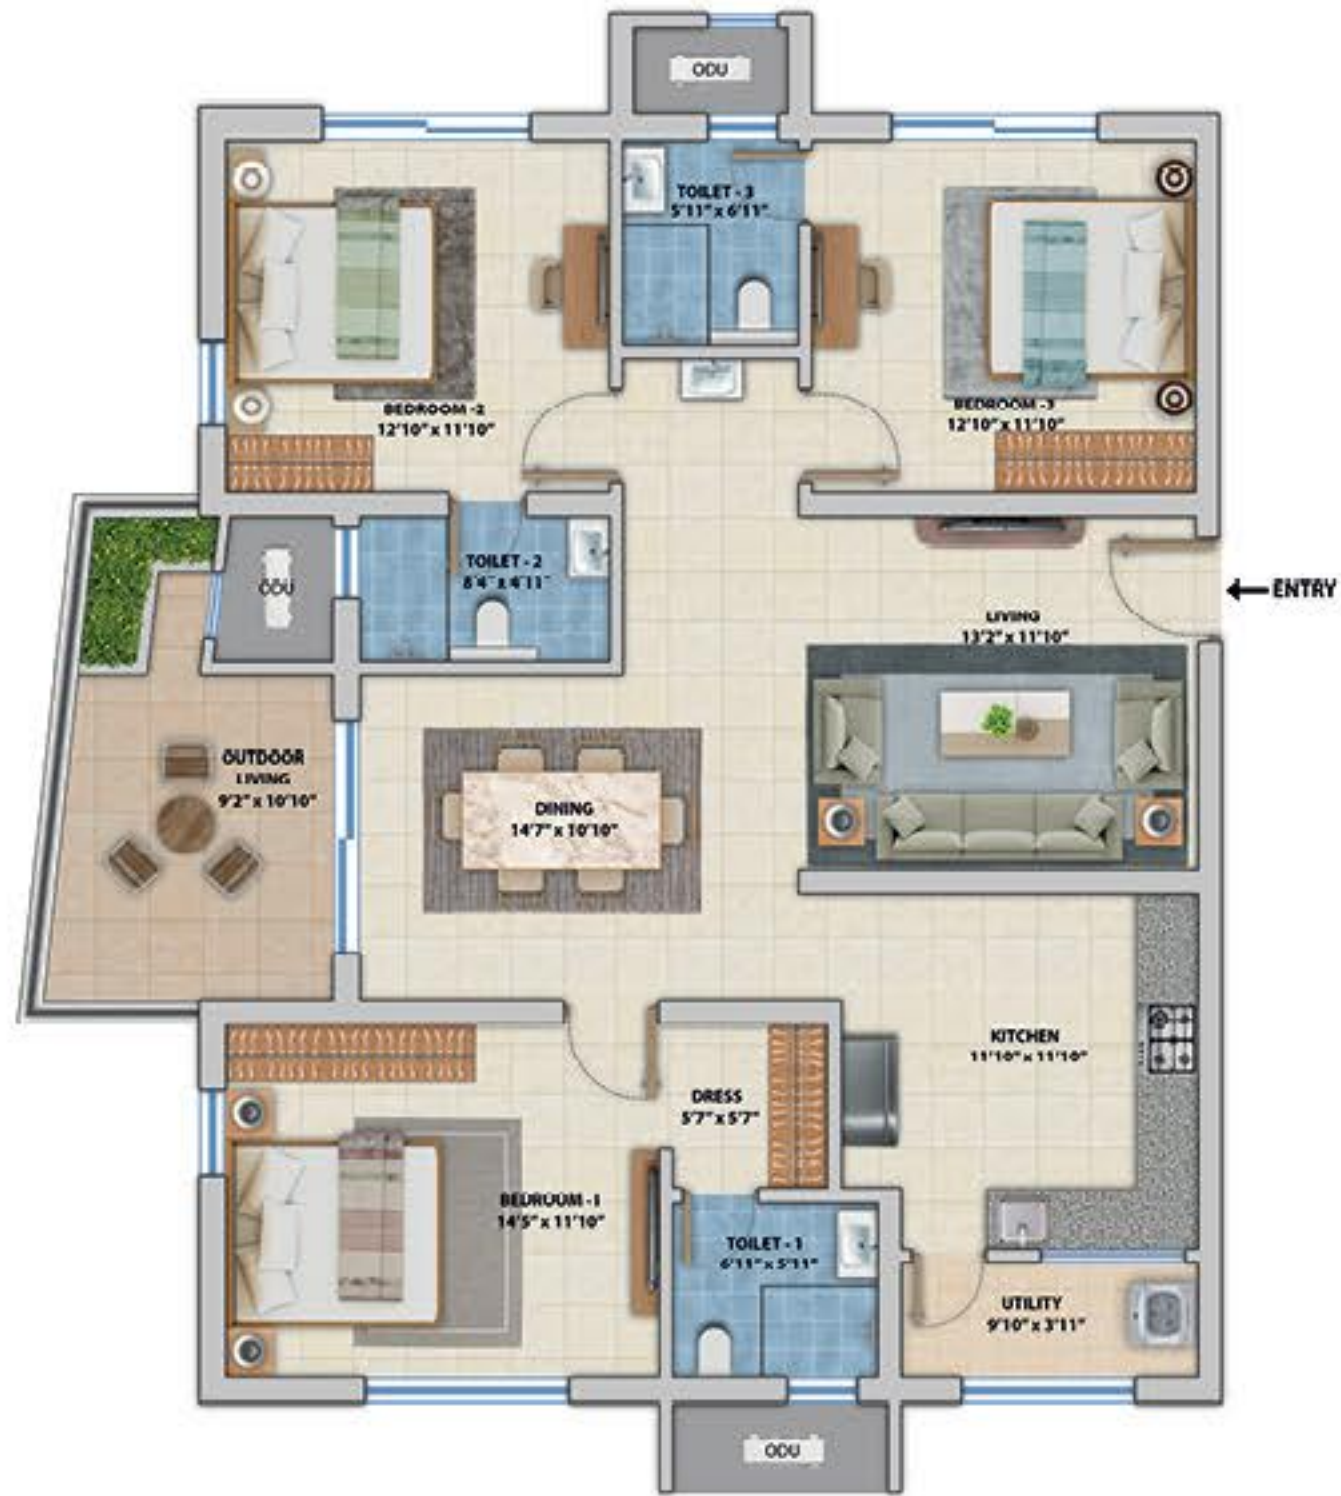 ODU
TOILET - 3
5'11" x 6'11"
BEDROOM -2
12'10" x 11'10"
BEDROOM -3
12'10" x 11'10"
ODU
TOILET - 2
8'4" x 4'11"
ENTRY
LIVING
13'2" x 11'10"
OUTDOOR
LIVING
9'2" x 10'10"
DINING
14'7" x 10'10"
KITCHEN
11'10" x 11'10"
DRESS
5'7" x 5'7"
BEDROOM -1
14'5" x 11'10"
TOILET - 1
6'11" x 5'11"
UTILITY
9'10" x 3'11"
ODU